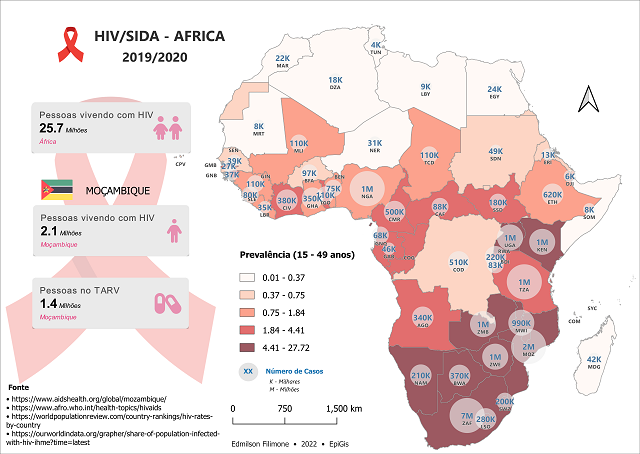 HIV/SIDA - AFRICA
2019/2020
Pessoas vivendo com HIV
25.7 Milhões
África
MOÇAMBIQUE
Pessoas vivendo com HIV
2.1 Milhões
Moçambique
Pessoas no TARV
1.4 Milhões
Moçambique
Fonte
• https://www.aidshealth.org/global/mozambique/
• https://www.afro.who.int/health-topics/hivaids
• https://worldpopulationreview.com/country-rankings/hiv-rates-
by-country
• https://ourworldindata.org/grapher/share-of-population-infected-
with-hiv-ihme?time=latest
Prevalência (15 - 49 anos)
0.01 - 0.37
0.37 - 0.75
0.75 - 1.84
1.84 - 4.41
4.41 - 27.72
XX Número de Casos
K - Milhares
M - Milhões
0 750 1,500 km
Edmilson Filimone • 2022 • EpiGis
4K
TUN
22K
MAR
18K
DZA
9K
LBY
24K
EGY
8K
MRT
110K
MLI
31K
NER
110K
TCD
49K
SDN
13K
ERI
6K
DJI
CPV
SEN
39K
GMB
27K
GNB
37K
GIN
110K
80K
SLE
35K
LBR
380K
CIV
97K
BFA
350K
GHA
110K
TGO
75K
BEN
1M
NGA
500K
CMR
88K
CAF
180K
SSD
620K
ETH
8K
SOM
68K
GNQ
46K
GAB
COG
510K
COD
1M
UGA
RWA
220K
83K
1M
KEN
1M
TZA
340K
AGO
1M
ZMB
990K
MWI
2M
MOZ
1M
ZWE
210K
NAM
370K
BWA
200K
7M
ZAF
280K
LSO
COM
SYC
42K
MDG